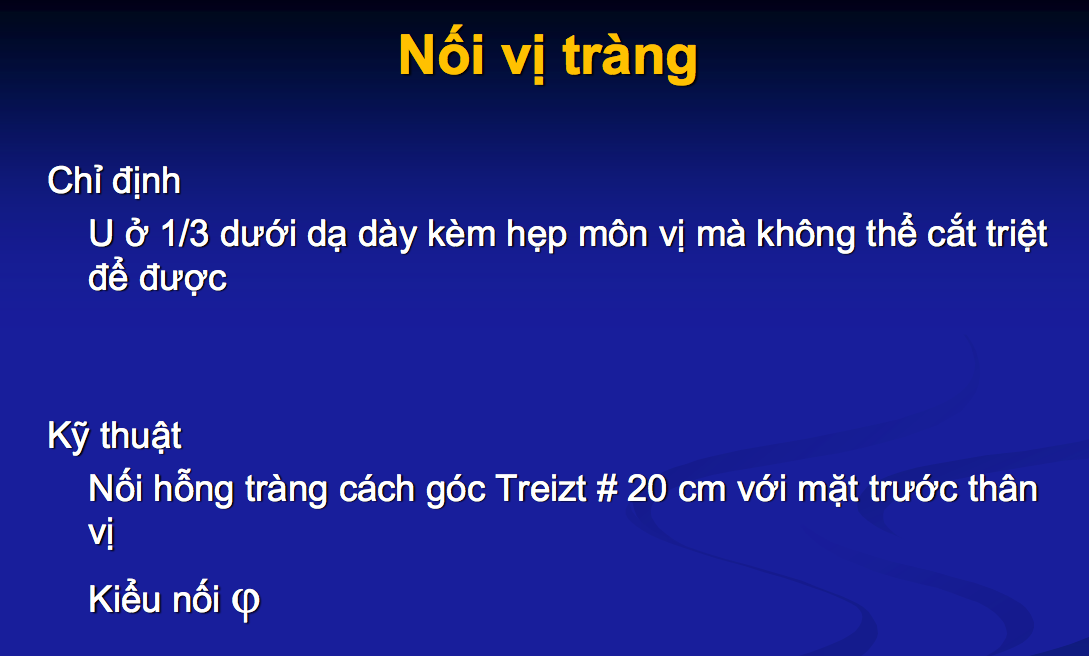 Nối vị tràng
Chỉ định
U ở 1/3 dưới dạ dày kèm hẹp môn vị mà không thể cắt triệt
để được
Kỹ thuật
Nối hỗng tràng cách góc Treizt # 20 cm với mặt trước thân
vị
Kiểu nối φ